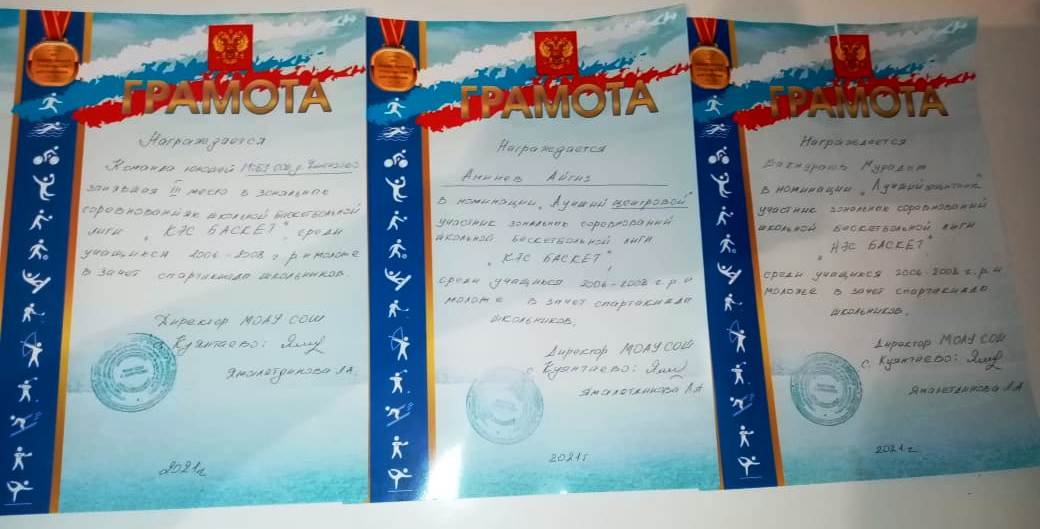 ГРАМОТА
Награждается
Команда юношей МОБУ СОШ д.
занявшая III место в зональных
соревнованиях школьной баскетбольной
лиги "КЭС БАСКЕТ" среди
учащихся 2006-2008 г.р и моложе
в зачет спартакиады школьников
Директор МОАУ СОШ
с. Куянтаево:
Ямалетдинова Л.А.
2021г.
ГРАМОТА
Награждается
Аминев Айгиз
в номинации "Лучший центровой"
участник зональных соревнований
школьной баскетбольной лиги
"КЭС БАСКЕТ",
среди учащихся 2006-2008 г.р и
моложе в зачет спартакиады
школьников.
Директор МОАУ СОШ
с. Куянтаево:
Ямалетдинова Л.А
2021г
ГРАМОТА
Награждается
Мурадым
в номинации "Лучший защитник"
участник зональных соревнований
школьной баскетбольной лиги
"КЭС БАСКЕТ",
среди учащихся 2006-2008 г.р и
моложе в зачет спартакиады
школьников.
Директор МОАУ СОШ
с. Куянтаево:
Ямалетдинова Л.А
2021г